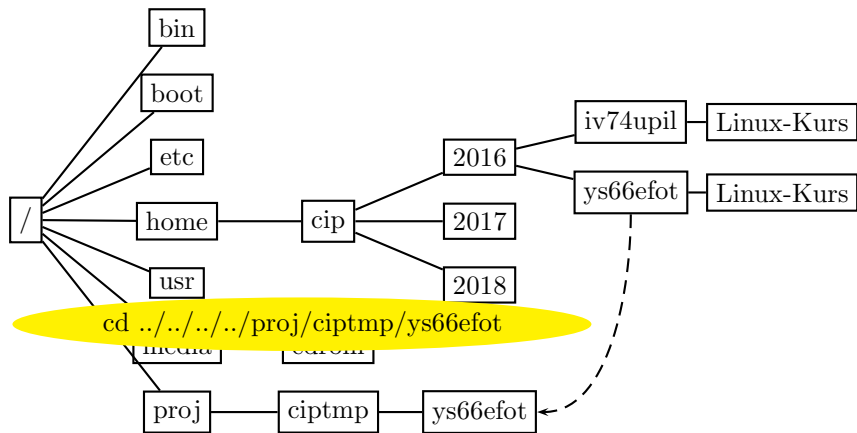 bin
boot
etc
/
home
cip
2016
2017
2018
iv74upil
Linux-Kurs
ys66efot
Linux-Kurs
usr
cd ../../../../proj/ciptmp/ys66efot
media
cdrom
proj
ciptmp
ys66efot